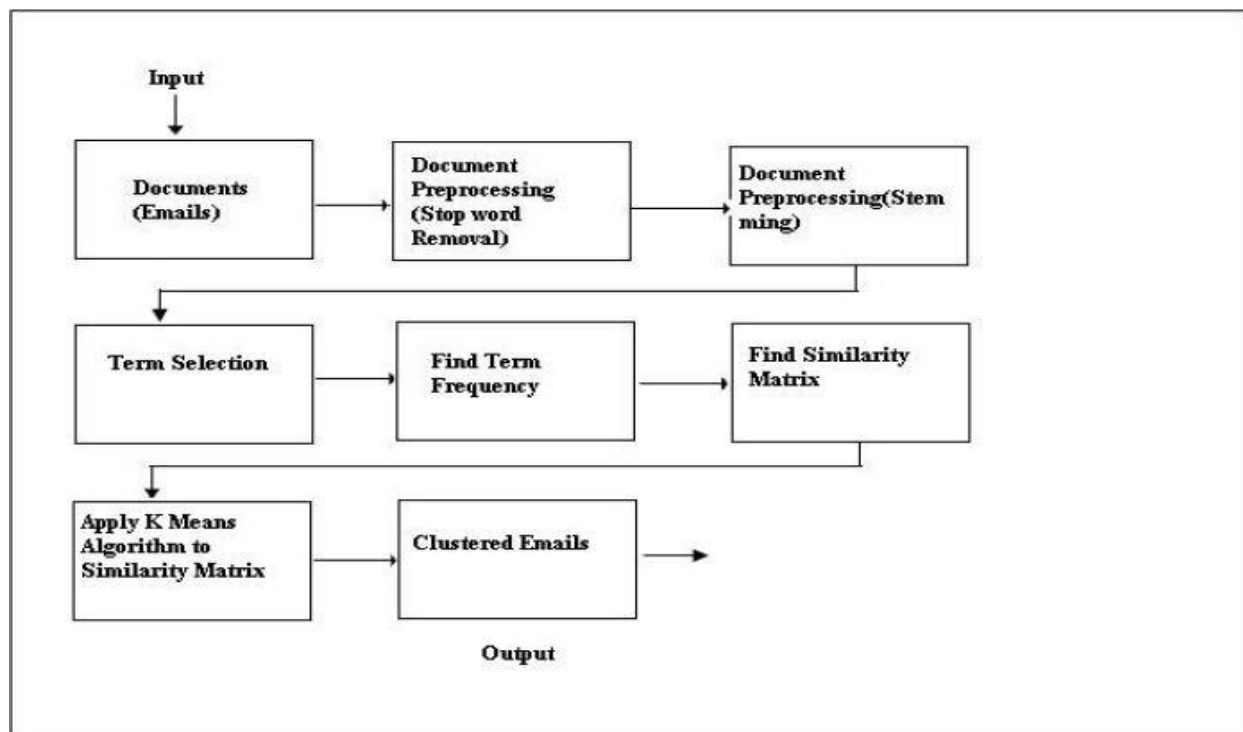 Input
Documents
(Emails)
Document
Preprocessing
(Stop word
Removal)
Document
Preprocessing(Stem
ming)
Term Selection
Find Term
Frequency
Find Similarity
Matrix
Apply K Means
Algorithm to
Similarity Matrix
Clustered Emails
Output